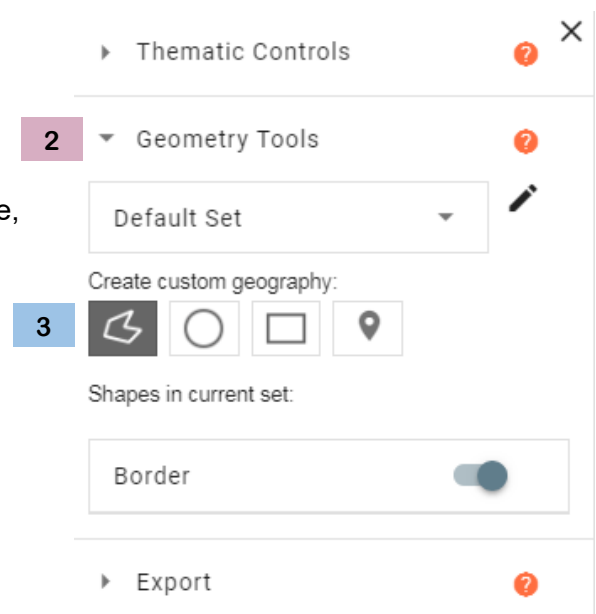 Thematic Controls ?
2 Geometry Tools ?
e,
Default Set
Create custom geography:
3
Shapes in current set:
Border
Export ?